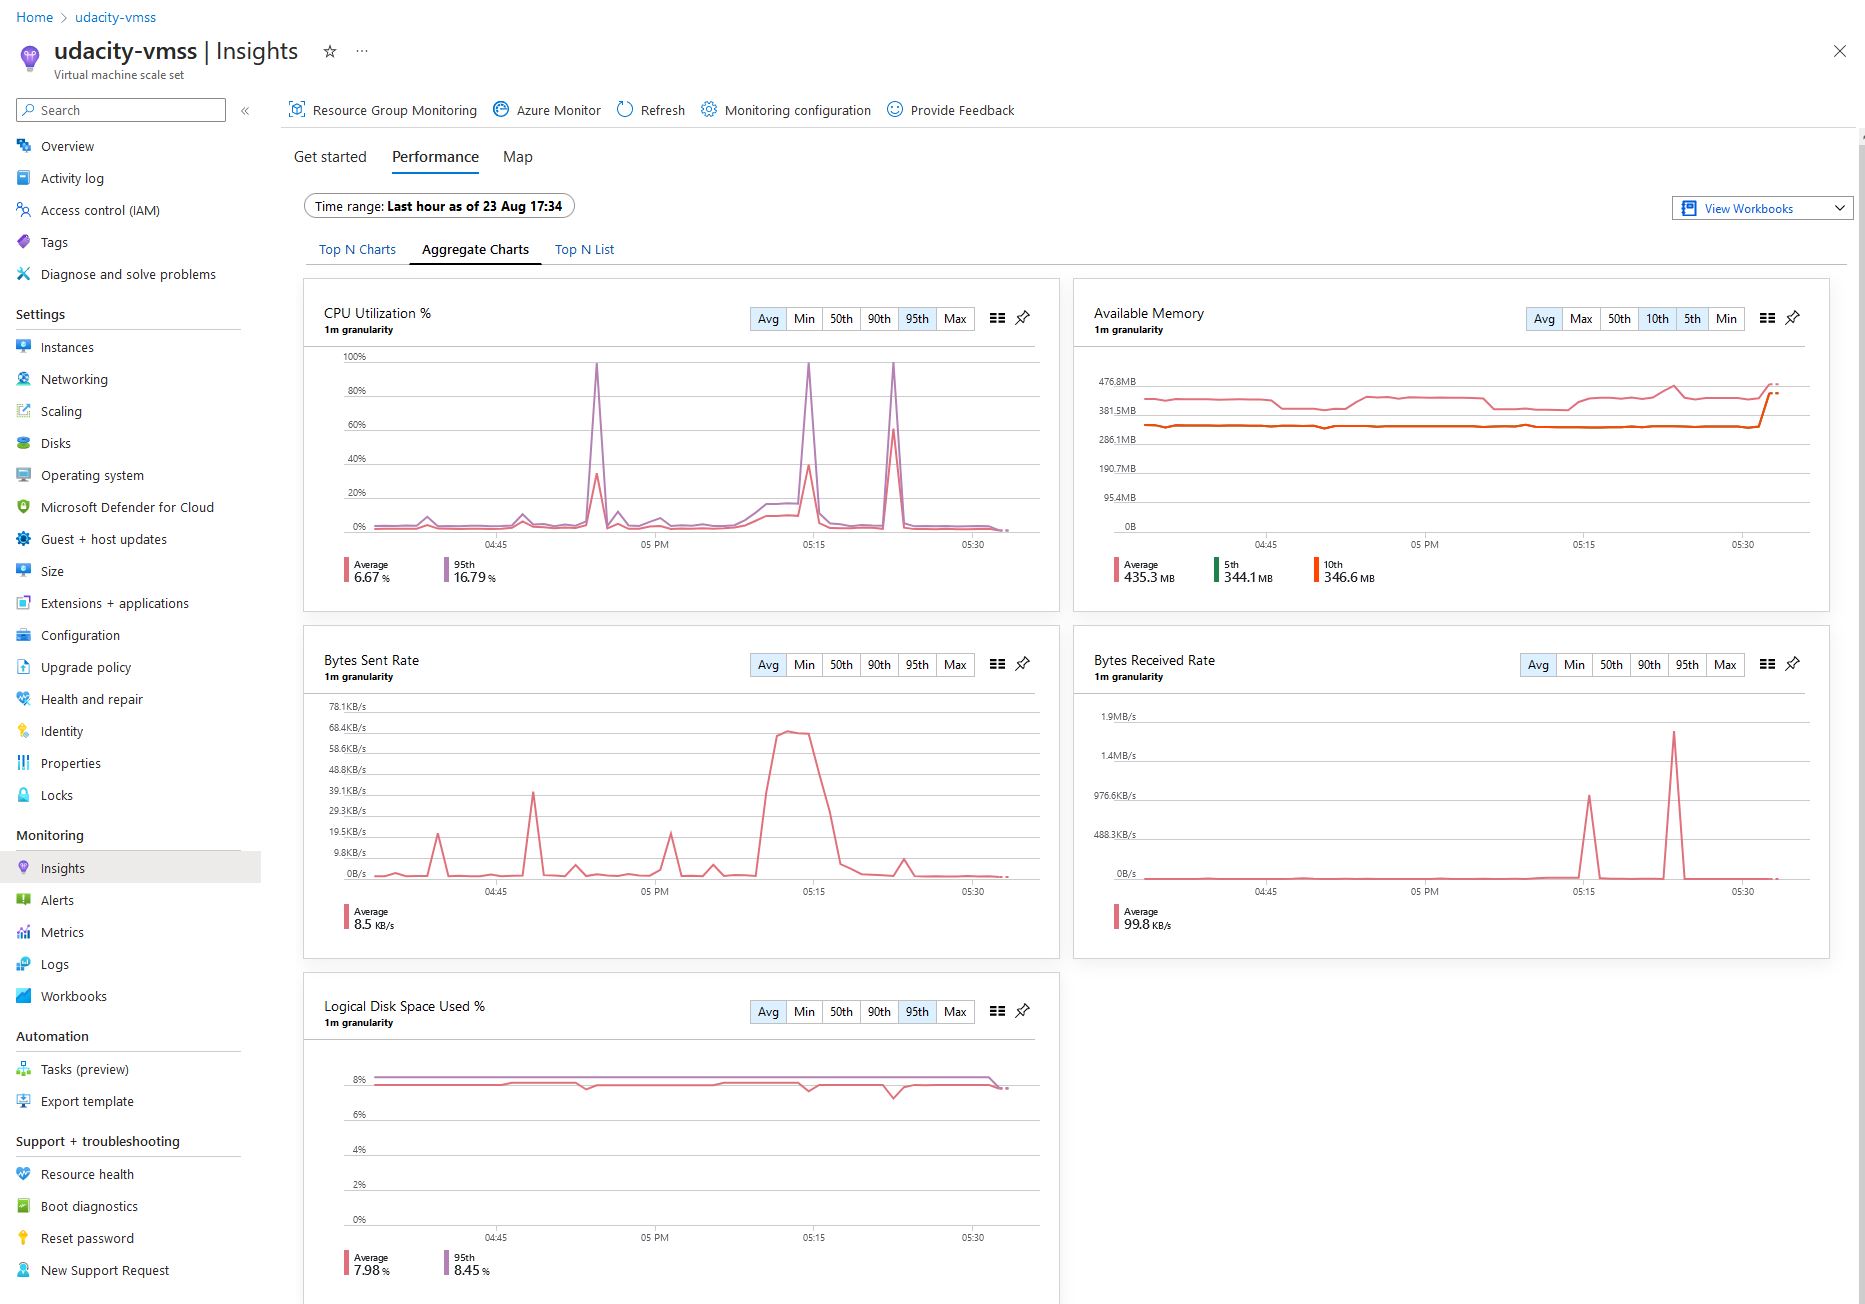 Home > udacity-vmss
udacity-vmss | Insights
Virtual machine scale set
Search
Overview
Activity log
Access control (IAM)
Tags
Diagnose and solve problems
Settings
Instances
Networking
Scaling
Disks
Operating system
Microsoft Defender for Cloud
Guest + host updates
Size
Extensions + applications
Configuration
Upgrade policy
Health and repair
Identity
Properties
Locks
Monitoring
Insights
Alerts
Metrics
Logs
Workbooks
Automation
Tasks (preview)
Export template
Support + troubleshooting
Resource health
Boot diagnostics
Reset password
New Support Request
Resource Group Monitoring Azure Monitor Refresh Monitoring configuration Provide Feedback
Get started Performance Map
Time range: Last hour as of 23 Aug 17:34
View Workbooks
Top N Charts Aggregate Charts Top N List
CPU Utilization %
1m granularity
Avg Min 50th 90th 95th Max
100%
80%
60%
40%
20%
0%
04:45 05 PM 05:15 05:30
Average 95th
6.67 % 16.79 %
Available Memory
1m granularity
Avg Max 50th 10th 5th Min
476.8MB
381.5MB
286.1MB
190.7MB
95.4MB
0B
04:45 05 PM 05:15 05:30
Average 5th 10th
435.3 MB 344.1 MB 346.6 MB
Bytes Sent Rate
1m granularity
Avg Min 50th 90th 95th Max
78.1KB/s
68.4KB/s
58.6KB/s
48.8KB/s
39.1KB/s
29.3KB/s
19.5KB/s
9.8KB/s
0B/s
04:45 05 PM 05:15 05:30
Average
8.5 KB/s
Bytes Received Rate
1m granularity
Avg Min 50th 90th 95th Max
1.9MB/s
1.4MB/s
976.6KB/s
488.3KB/s
0B/s
04:45 05 PM 05:15 05:30
Average
99.8 KB/s
Logical Disk Space Used %
1m granularity
Avg Min 50th 90th 95th Max
8%
6%
4%
2%
0%
04:45 05 PM 05:15 05:30
Average 95th
7.98 % 8.45 %